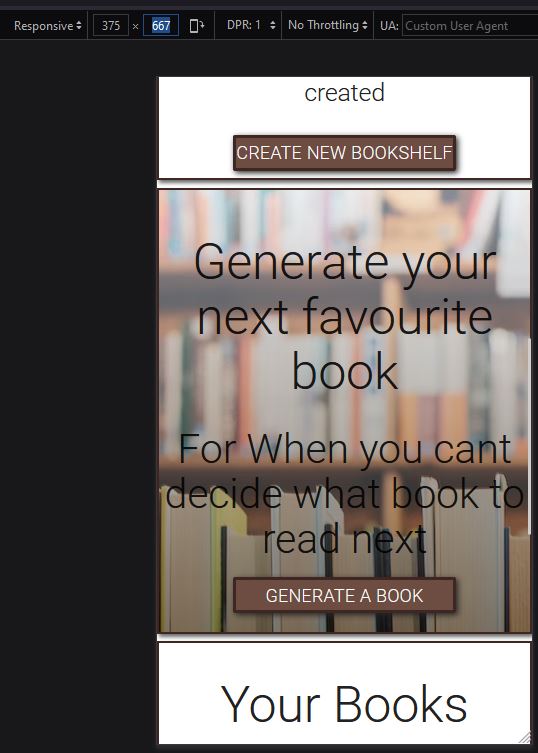 Responsive 375 × 667 DPR: 1 No Throttling UA: Custom User Agent
created
CREATE NEW BOOKSHELF
Generate your
next favourite
book
For When you cant
decide what book to
read next
GENERATE A BOOK
Your Books